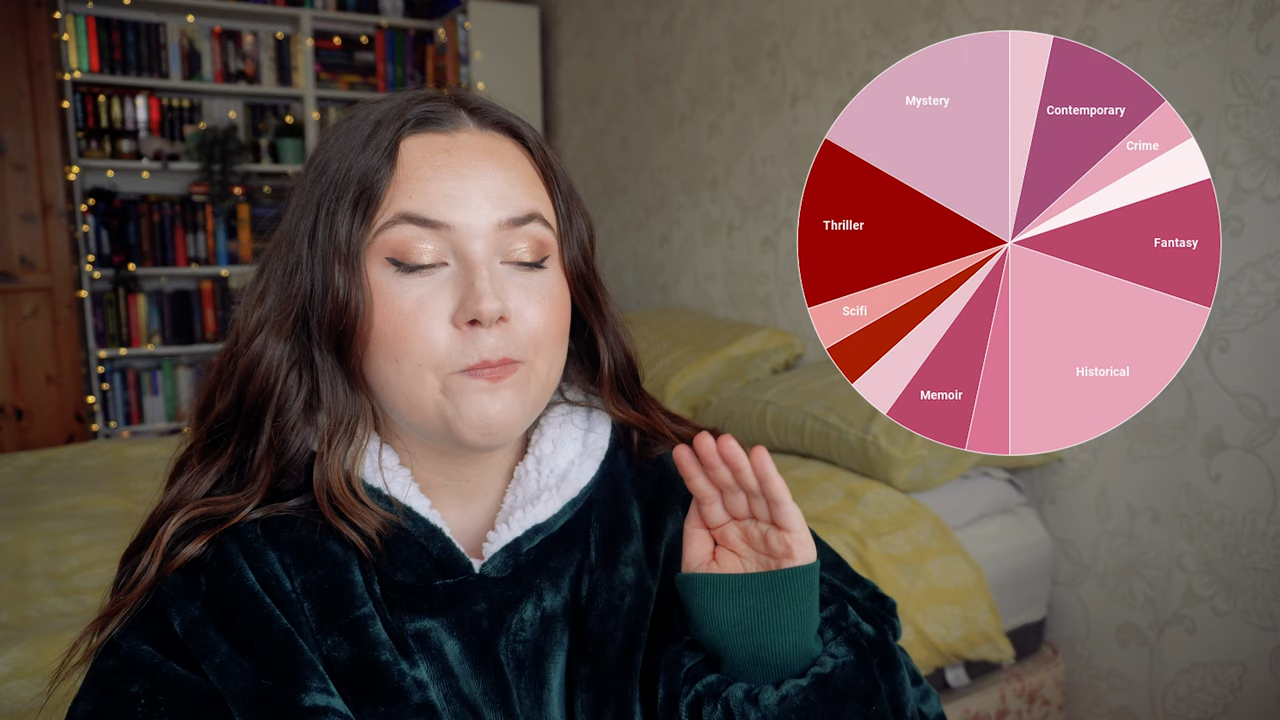 Mystery
Contemporary
Crime
Thriller
Fantasy
Scifi
Historical
Memoir